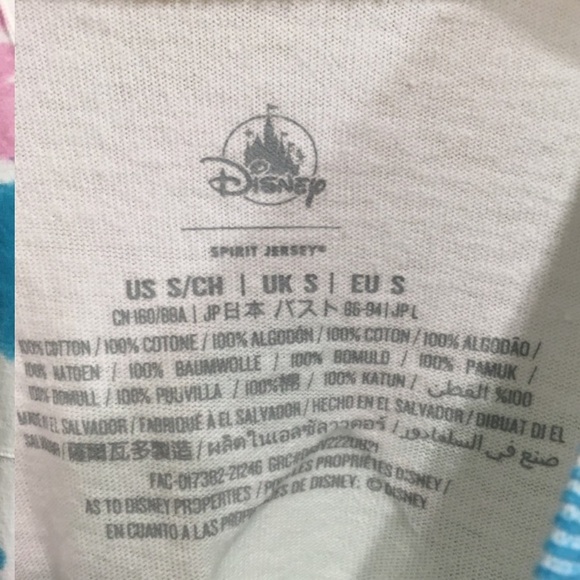 Disney
SPIRIT JERSEY®
US S/CH | UK S | EU S
CN 160/88A | JP日本 バスト 86-94 | JPL
100% COTTON / 100% COTONE / 100% ALGODÓN / 100% COTON / 100% ALGODÃO /
100% KATOEN / 100% BAUMWOLLE / 100% BOMULD / 100% PAMUK /
100% BOMULL / 100% PUUVILLA / 100%棉 / 100% KATUN / %100 القطن
MADE IN EL SALVADOR / FABRIQUÉ À EL SALVADOR / HECHO EN EL SALVADOR / DIBUAT DI EL
SALVADOR / 薩爾瓦多製造 / ผลิตในเอลซัลวาดอร์ / صنع في السلفادور
FAC-017382-21246
LES PROPRIÉTÉS DISNEY /
AS TO DISNEY PROPERTIES / DE DISNEY: © DISNEY
EN CUANTO A LAS